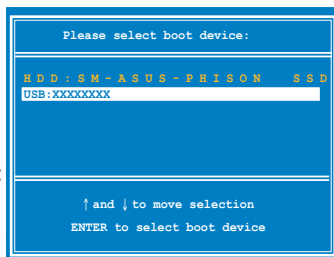 Please select boot device:
HDD:SM-ASUS-PHISON SSD
USB:XXXXXXXX
↑and ↓to move selection
ENTER to select boot device